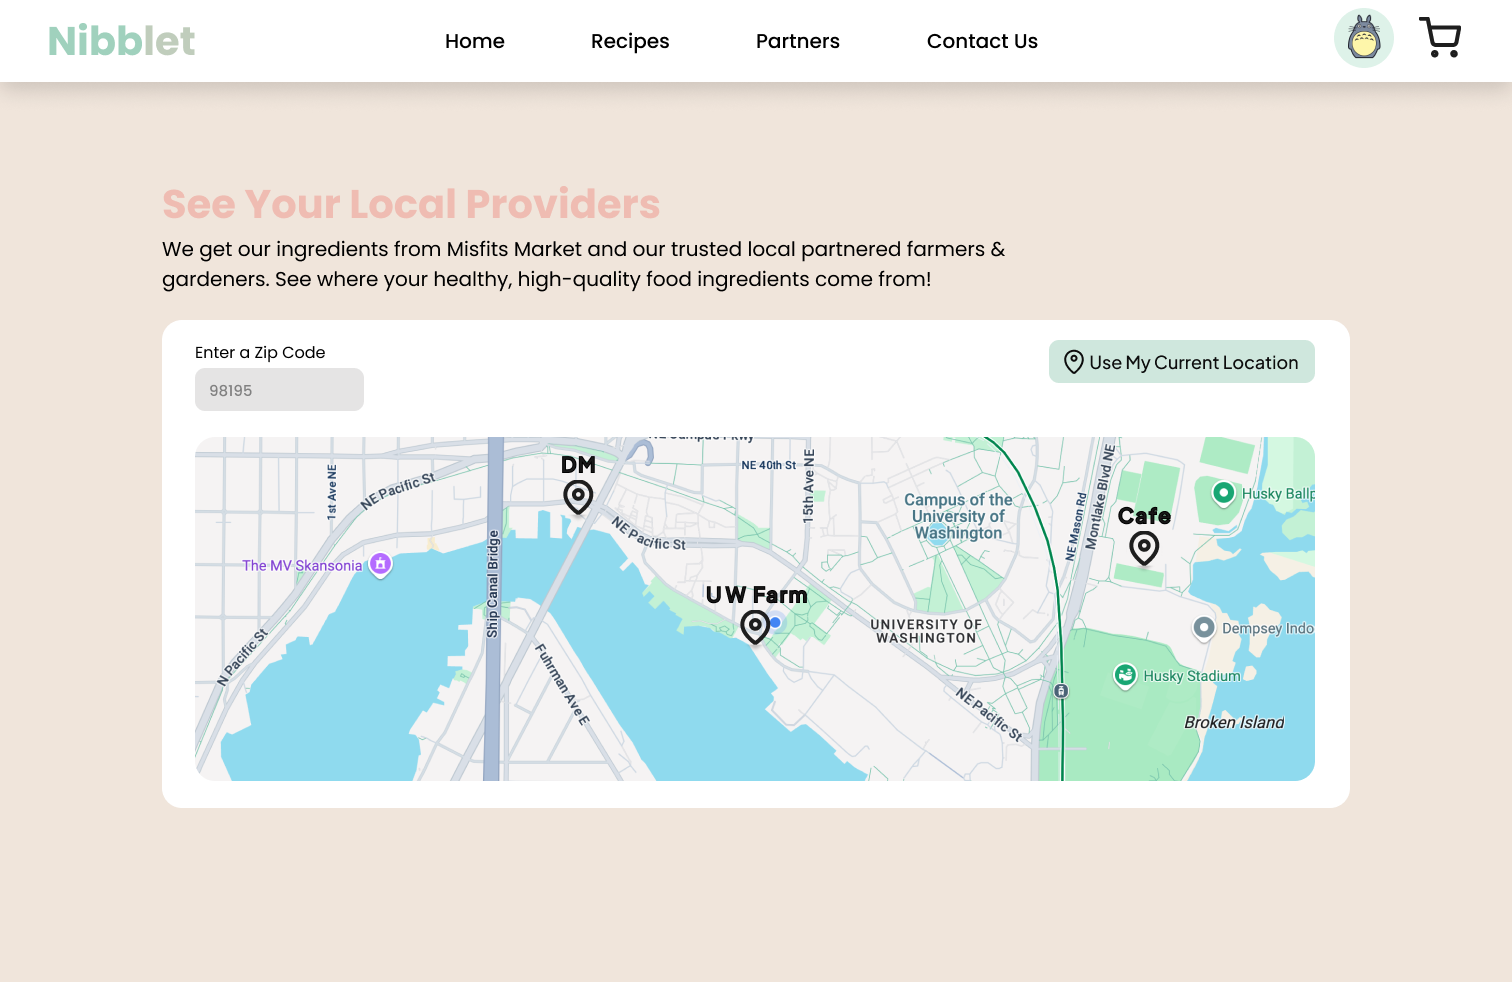 Nibblet
Home
Recipes
Partners
Contact Us
See Your Local Providers
We get our ingredients from Misfits Market and our trusted local partnered farmers &
gardeners. See where your healthy, high-quality food ingredients come from!
Enter a Zip Code
98195
Use My Current Location
1st Ave NE
NE Pacific St
DM
NE 40th St
15th Ave NE
Campus of the
University of
Washington
NE Mason Rd
Montlake Blvd NE
Cafe
The MV Skansonia
Ship Canal Bridge
NE Pacific St
UW Farm
UNIVERSITY OF
WASHINGTON
N Pacific St
Fuhrman Ave E
NE Pacific St
Husky Stadium
Broken Island